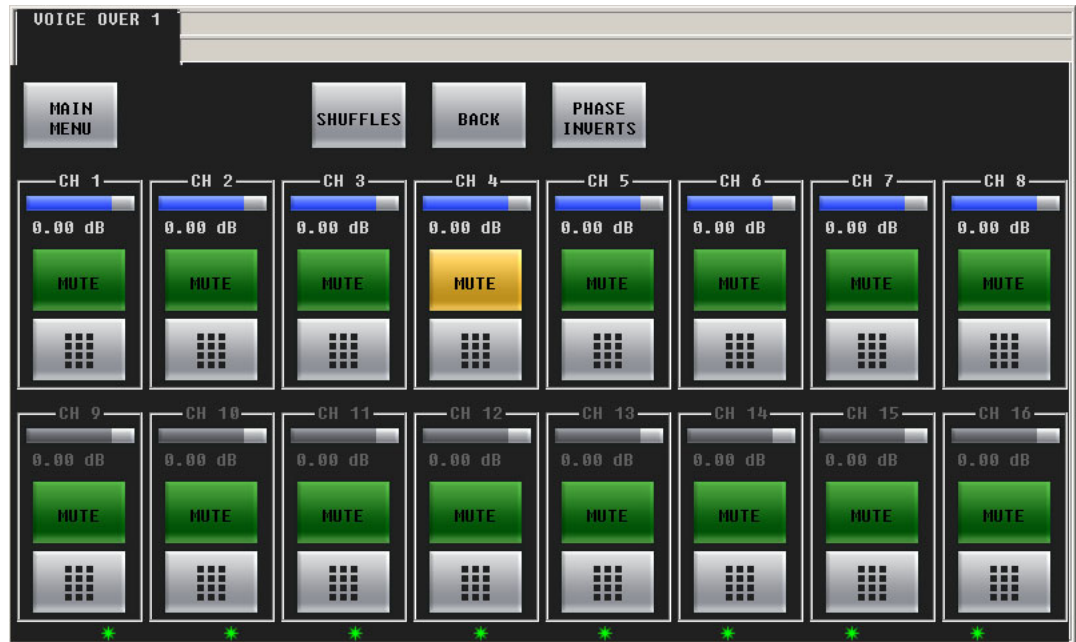 VOICE OVER 1
MAIN MENU SHUFFLES BACK PHASE INVERTS
CH 1 CH 2 CH 3 CH 4 CH 5 CH 6 CH 7 CH 8
0.00 dB 0.00 dB 0.00 dB 0.00 dB 0.00 dB 0.00 dB 0.00 dB 0.00 dB
MUTE MUTE MUTE MUTE MUTE MUTE MUTE MUTE
CH 9 CH 10 CH 11 CH 12 CH 13 CH 14 CH 15 CH 16
0.00 dB 0.00 dB 0.00 dB 0.00 dB 0.00 dB 0.00 dB 0.00 dB 0.00 dB
MUTE MUTE MUTE MUTE MUTE MUTE MUTE MUTE